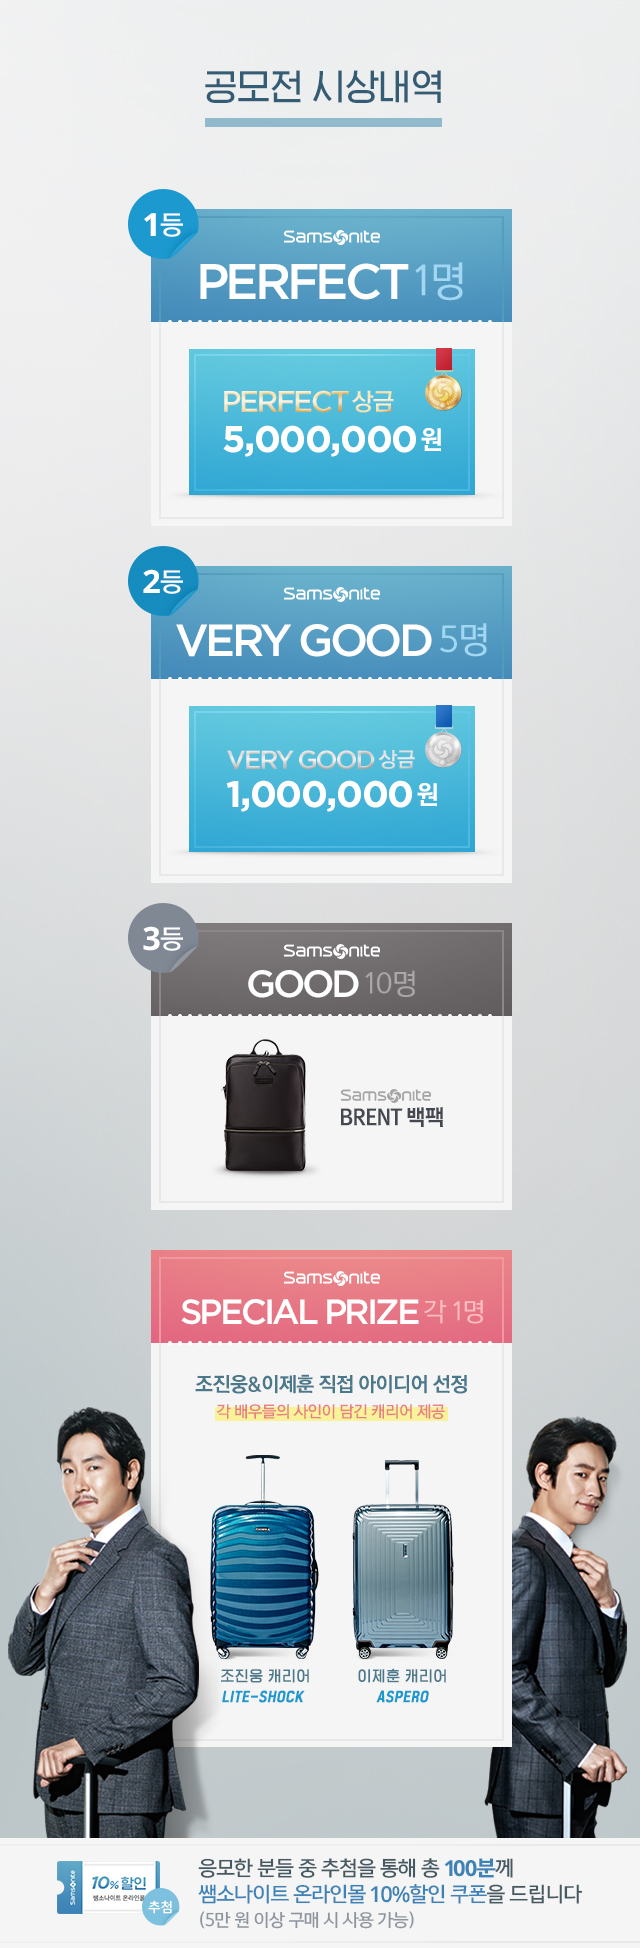 공모전 시상내역
1등
Samsonite
PERFECT 1명
PERFECT 상금
5,000,000 원
2등
Samsonite
VERY GOOD 5명
VERY GOOD 상금
1,000,000 원
3등
Samsonite
GOOD 10명
Samsonite
BRENT 백팩
Samsonite
SPECIAL PRIZE 각 1명
조진웅&이제훈 직접 아이디어 선정
각 배우들의 사인이 담긴 캐리어 제공
조진웅 캐리어
LITE-SHOCK
이제훈 캐리어
ASPERO
Samsonite
10% 할인
쌤소나이트 온라인몰
추첨
응모한 분들 중 추첨을 통해 총 100분께
쌤소나이트 온라인몰 10%할인 쿠폰을 드립니다
(5만 원 이상 구매 시 사용 가능)